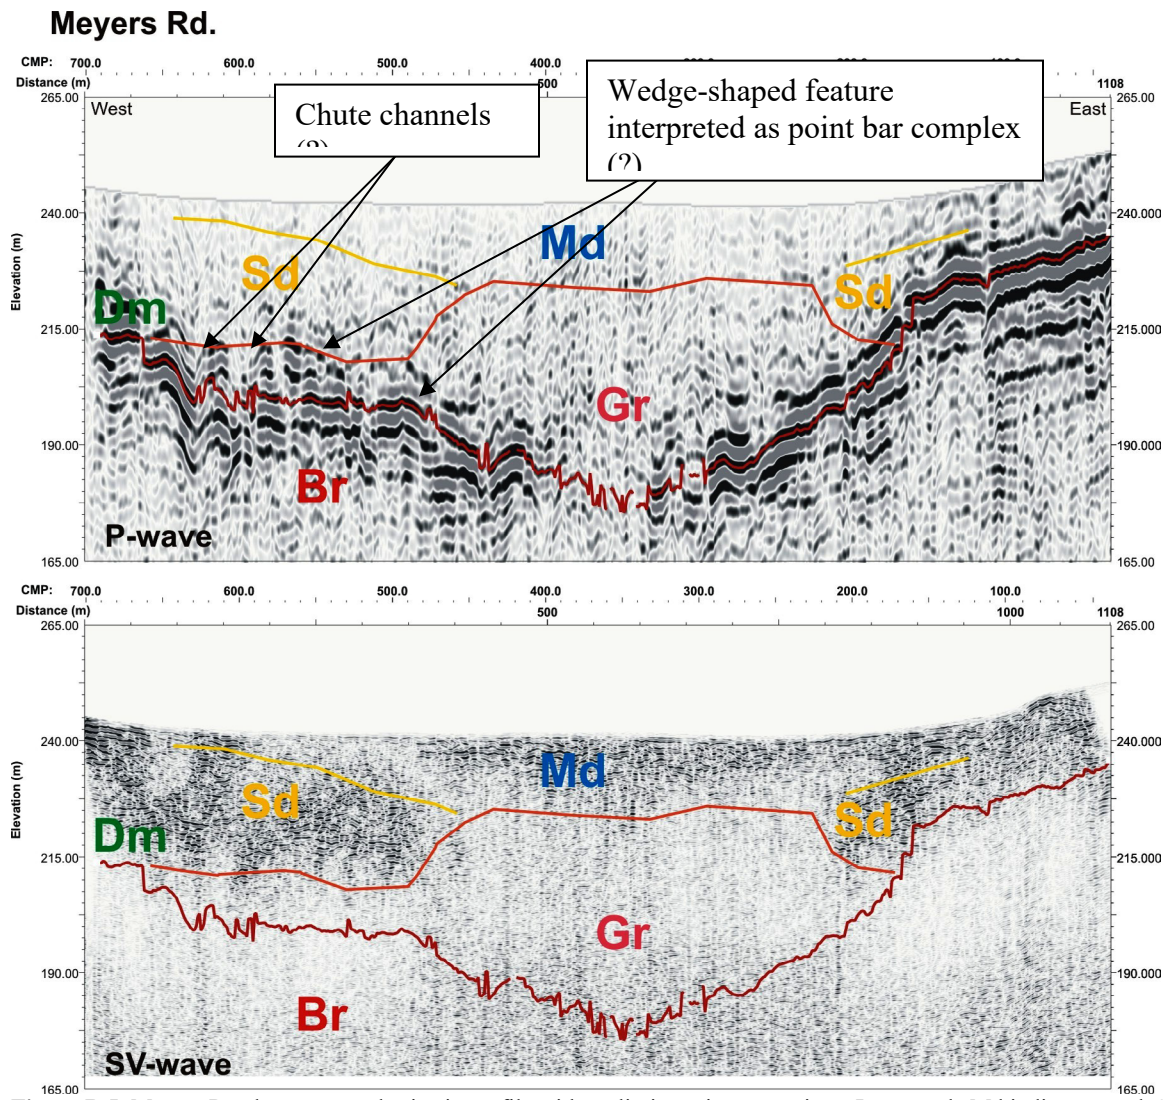 Meyers Rd.
CMP: 700.0 600.0 500.0 400.0
Distance (m) 500 1108
265.00 West East 265.00
Chute channels
(?)
Wedge-shaped feature
interpreted as point bar complex
(?)
240.00 240.000
Md
Sd Sd
Dm
Elevation (m)
Elevation (m)
215.00 215.000
Gr
190.00 190.000
Br
P-wave
165.00 165.00
CMP: 700.0 600.0 500.0 400.0 300.0 200.0 100.0
Distance (m) 500 1000 1108
265.00 265.00
240.00 240.000
Md
Sd Sd
Dm
Elevation (m)
Elevation (m)
215.00 215.000
Gr
190.00 190.000
Br
SV-wave
165.00 165.00